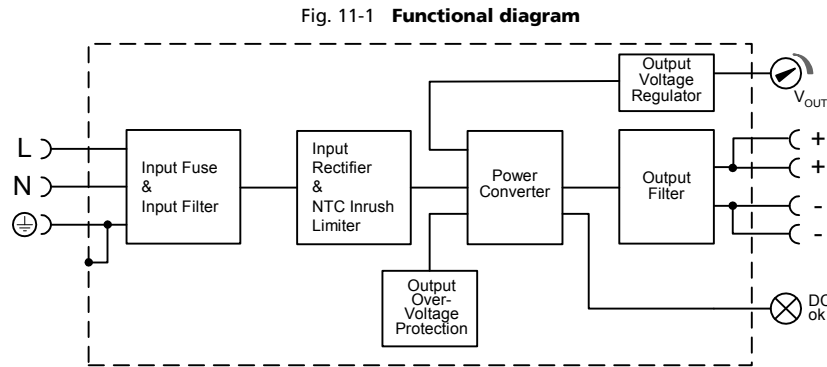 Fig. 11-1 Functional diagram
Output
Voltage
Regulator
VOUT
L
N
Input Fuse
&
Input Filter
Input
Rectifier
&
NTC Inrush
Limiter
Power
Converter
Output
Filter
+
+
-
-
Output
Over-
Voltage
Protection
DC
ok